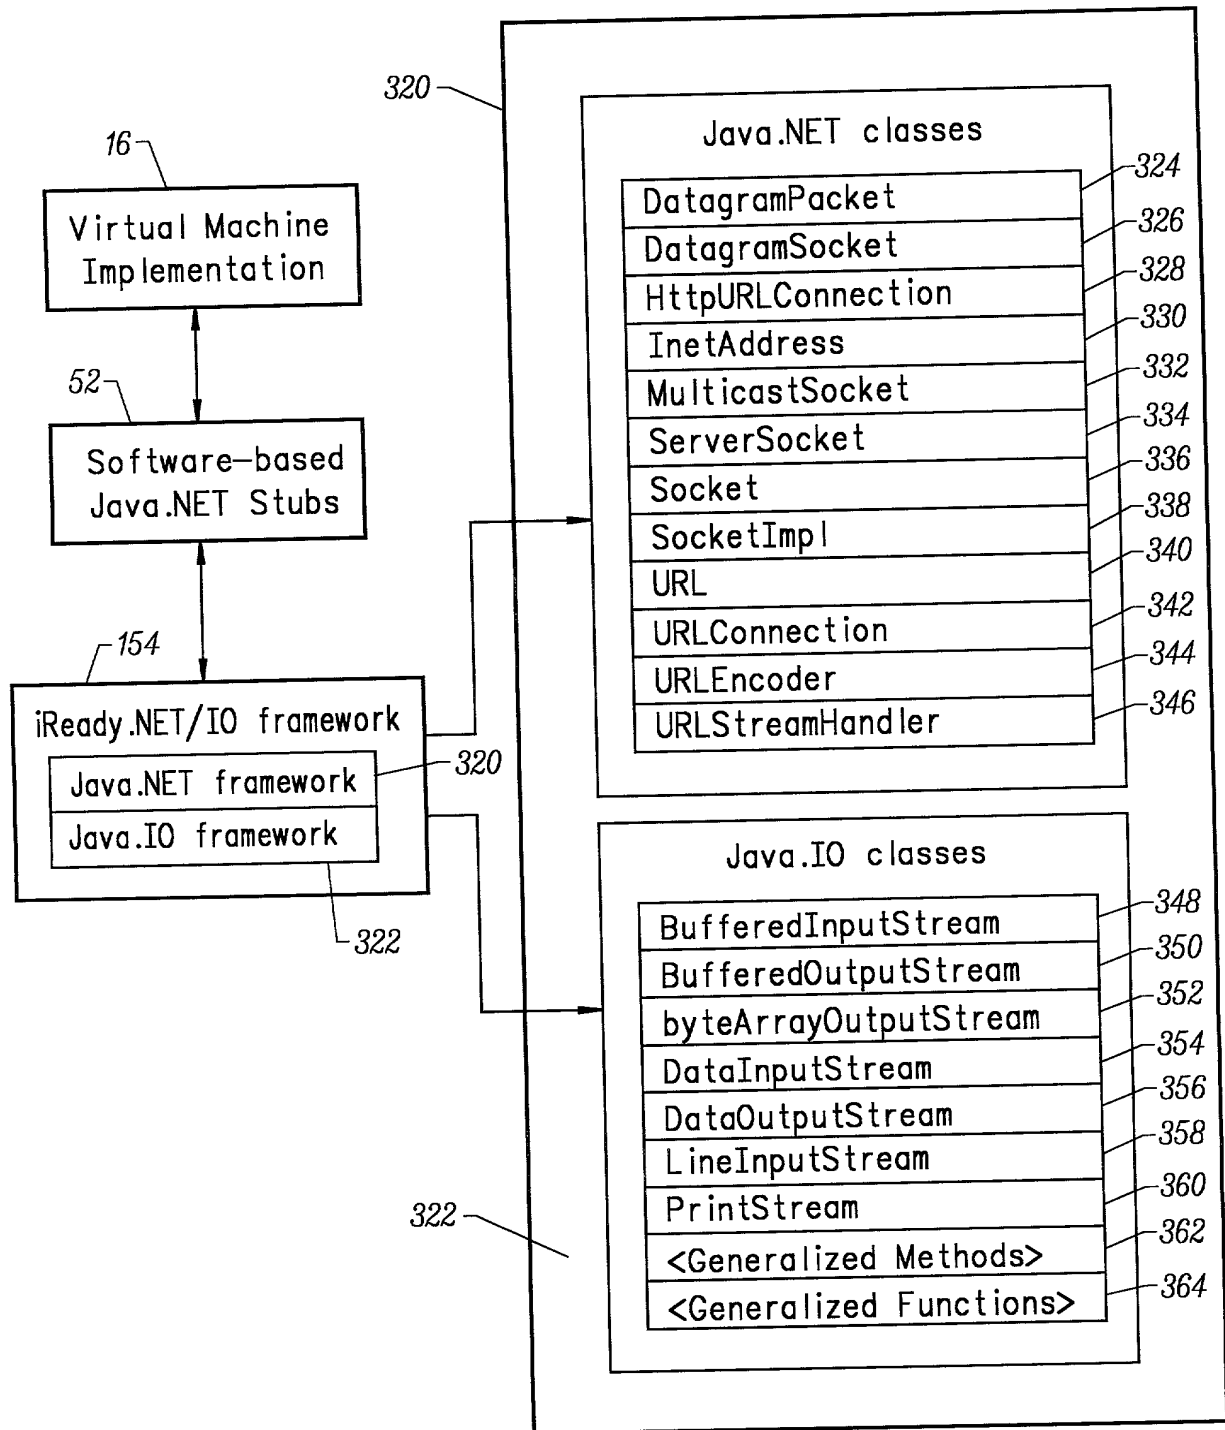 320
16
Virtual Machine
Implementation
52
Software-based
Java.NET Stubs
154
iReady.NET/IO framework
Java.NET framework
320
Java.IO framework
322
Java.NET classes
DatagramPacket
324
DatagramSocket
326
HttpURLConnection
328
InetAddress
330
MulticastSocket
332
ServerSocket
334
Socket
336
SocketImpl
338
URL
340
URLConnection
342
URLEncoder
344
URLStreamHandler
346
Java.IO classes
BufferedInputStream
348
BufferedOutputStream
350
byteArrayOutputStream
352
DataInputStream
354
DataOutputStream
356
LineInputStream
358
PrintStream
360
<Generalized Methods>
362
<Generalized Functions>
364
322